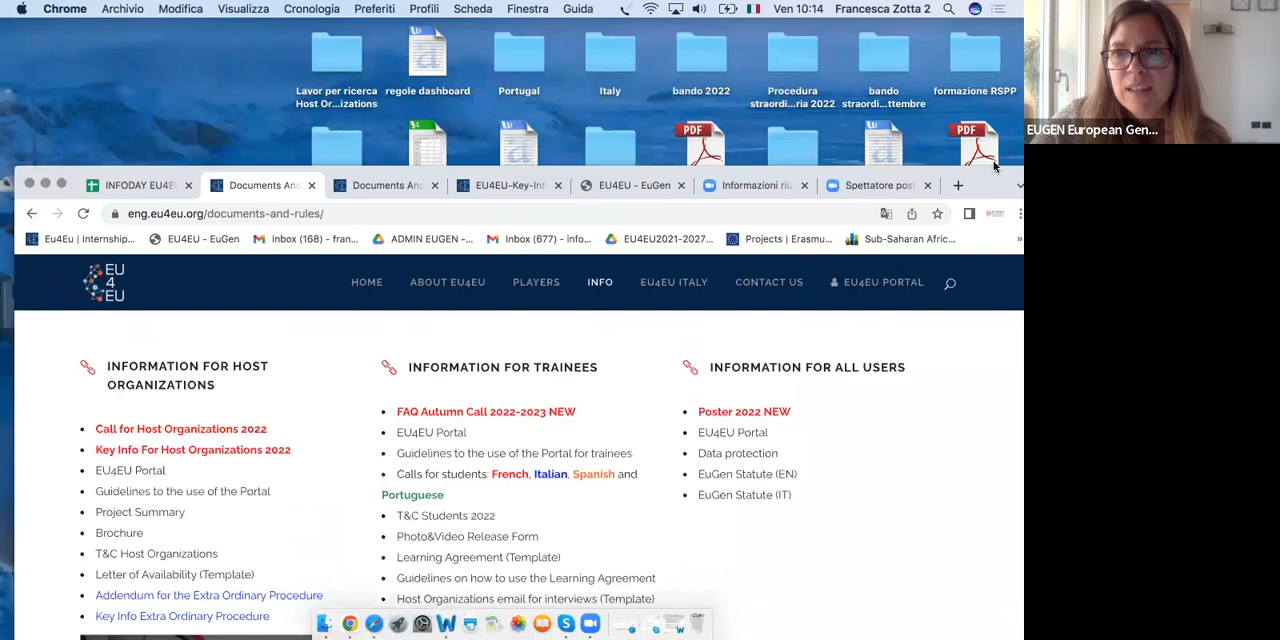 Chrome Archivio Modifica Visualizza Cronologia Preferiti Profili Scheda Finestra Guida Ven 10:14 Francesca Zotta 2
Lavor per ricerca Host Or...izations
regole dashboard
Portugal
Italy
bando 2022
Procedura straordi...ria 2022
bando straordi...ttembre
formazione RSPP
PDF
PDF
EUGEN European Gen...
INFODAY EU4E
Documents And
Documents And
EU4EU-Key-Inf
EU4EU - EuGen
Informazioni riu
Spettatore post
eng.eu4eu.org/documents-and-rules/
Eu4Eu | Internship...
EU4EU - EuGen
Inbox (168) - fran...
ADMIN EUGEN -...
Inbox (677) - info...
EU4EU2021-2027...
Projects | Erasmu...
Sub-Saharan Afric...
»
EU
4
EU
HOME ABOUT EU4EU PLAYERS INFO EU4EU ITALY CONTACT US EU4EU PORTAL
INFORMATION FOR HOST
ORGANIZATIONS
Call for Host Organizations 2022
Key Info For Host Organizations 2022
EU4EU Portal
Guidelines to the use of the Portal
Project Summary
Brochure
T&C Host Organizations
Letter of Availability (Template)
Addendum for the Extra Ordinary Procedure
Key Info Extra Ordinary Procedure
INFORMATION FOR TRAINEES
FAQ Autumn Call 2022-2023 NEW
EU4EU Portal
Guidelines to the use of the Portal for trainees
Calls for students: French, Italian, Spanish and
Portuguese
T&C Students 2022
Photo&Video Release Form
Learning Agreement (Template)
Guidelines on how to use the Learning Agreement
Host Organizations email for interviews (Template)
INFORMATION FOR ALL USERS
Poster 2022 NEW
EU4EU Portal
Data protection
EuGen Statute (EN)
EuGen Statute (IT)